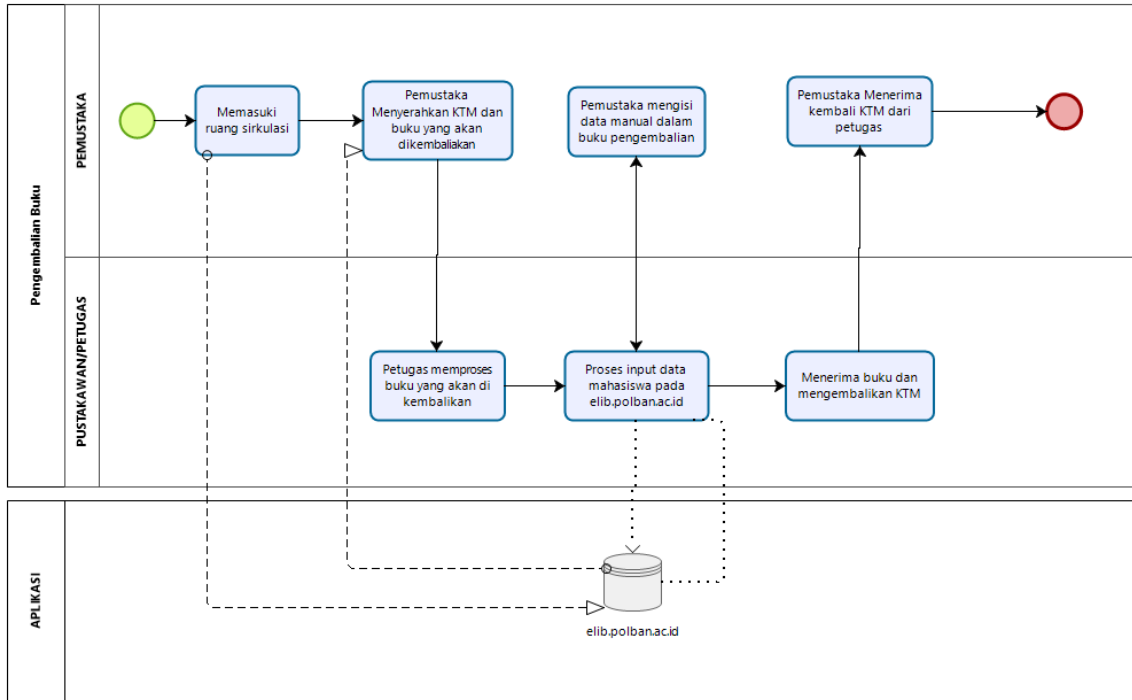 Pengembalian Buku
PEMUSTAKA
Memasuki
ruang sirkulasi
Pemustaka
Menyerahkan KTM dan
buku yang akan
dikembaliakan
Pemustaka mengisi
data manual dalam
buku pengembalian
Pemustaka Menerima
kembali KTM dari
petugas
PUSTAKAWAN/PETUGAS
Petugas memproses
buku yang akan di
kembalikan
Proses input data
mahasiswa pada
elib.polban.ac.id
Menerima buku dan
mengembalikan KTM
APLIKASI
elib.polban.ac.id